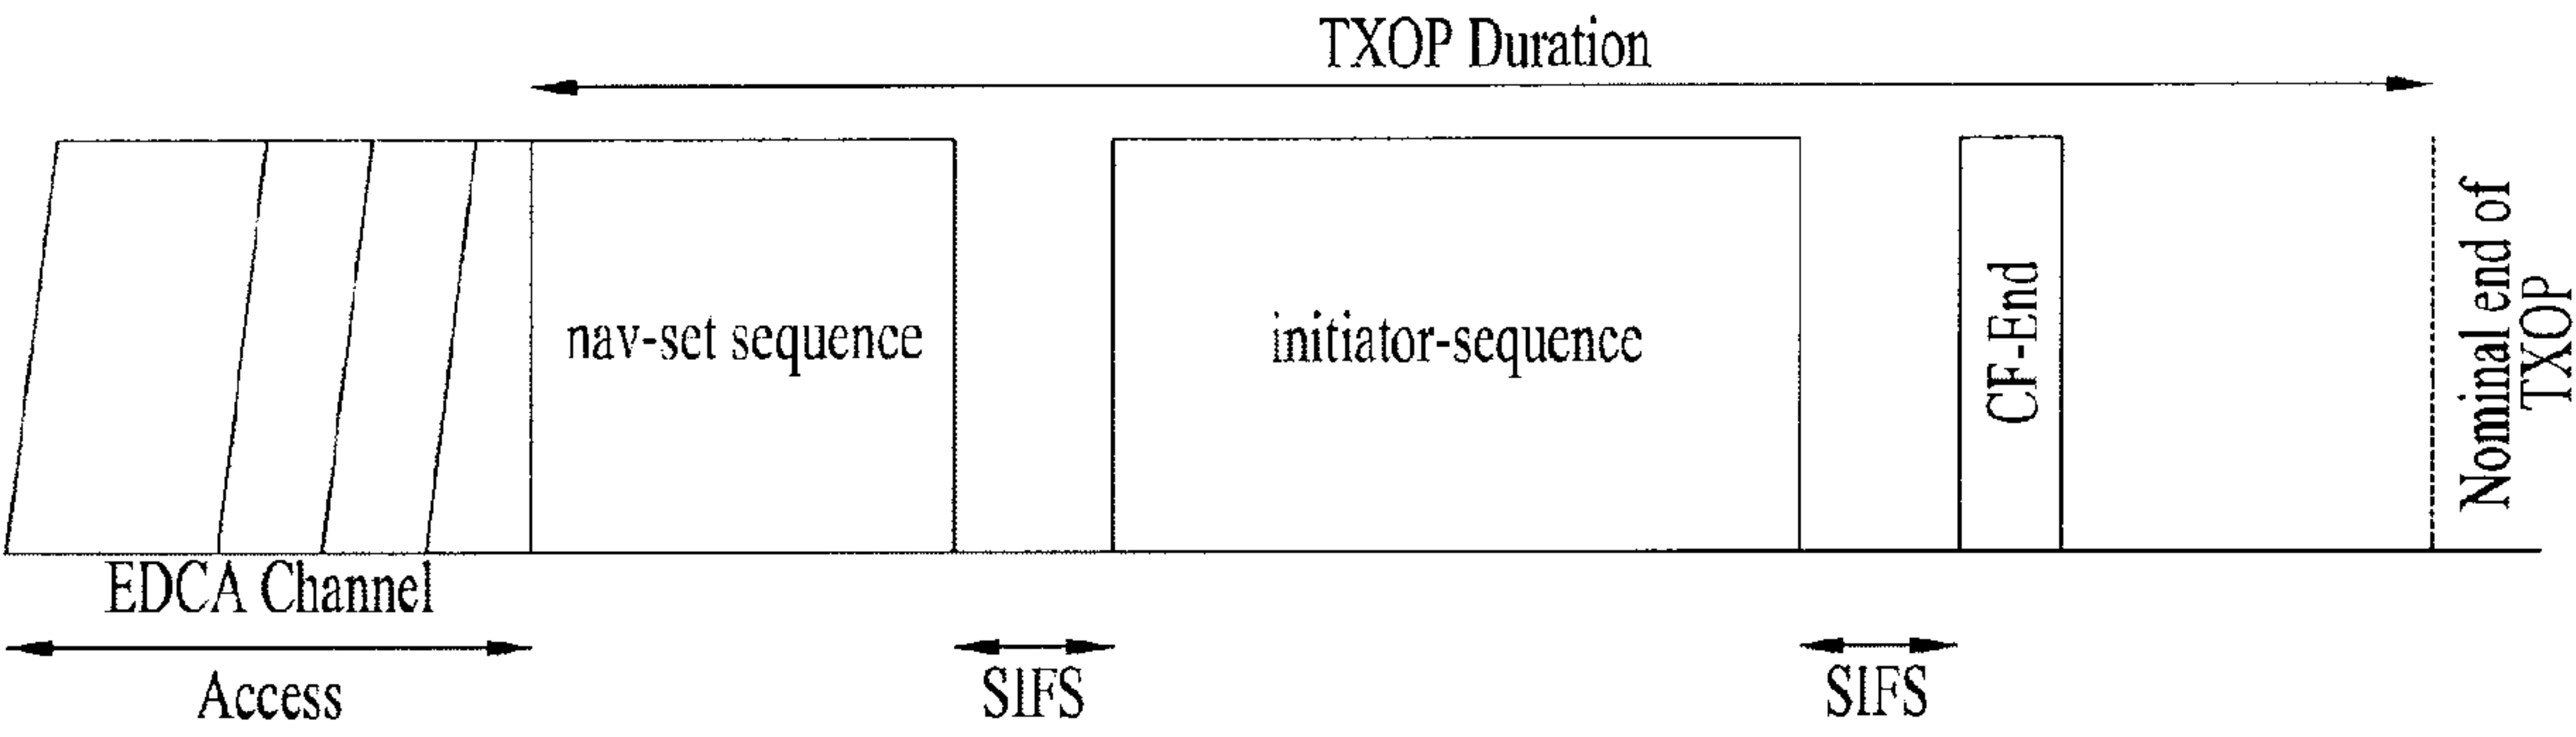 TXOP Duration
nav-set sequence
initiator-sequence
CF-End
Nominal end of
TXOP
EDCA Channel
Access
SIFS
SIFS